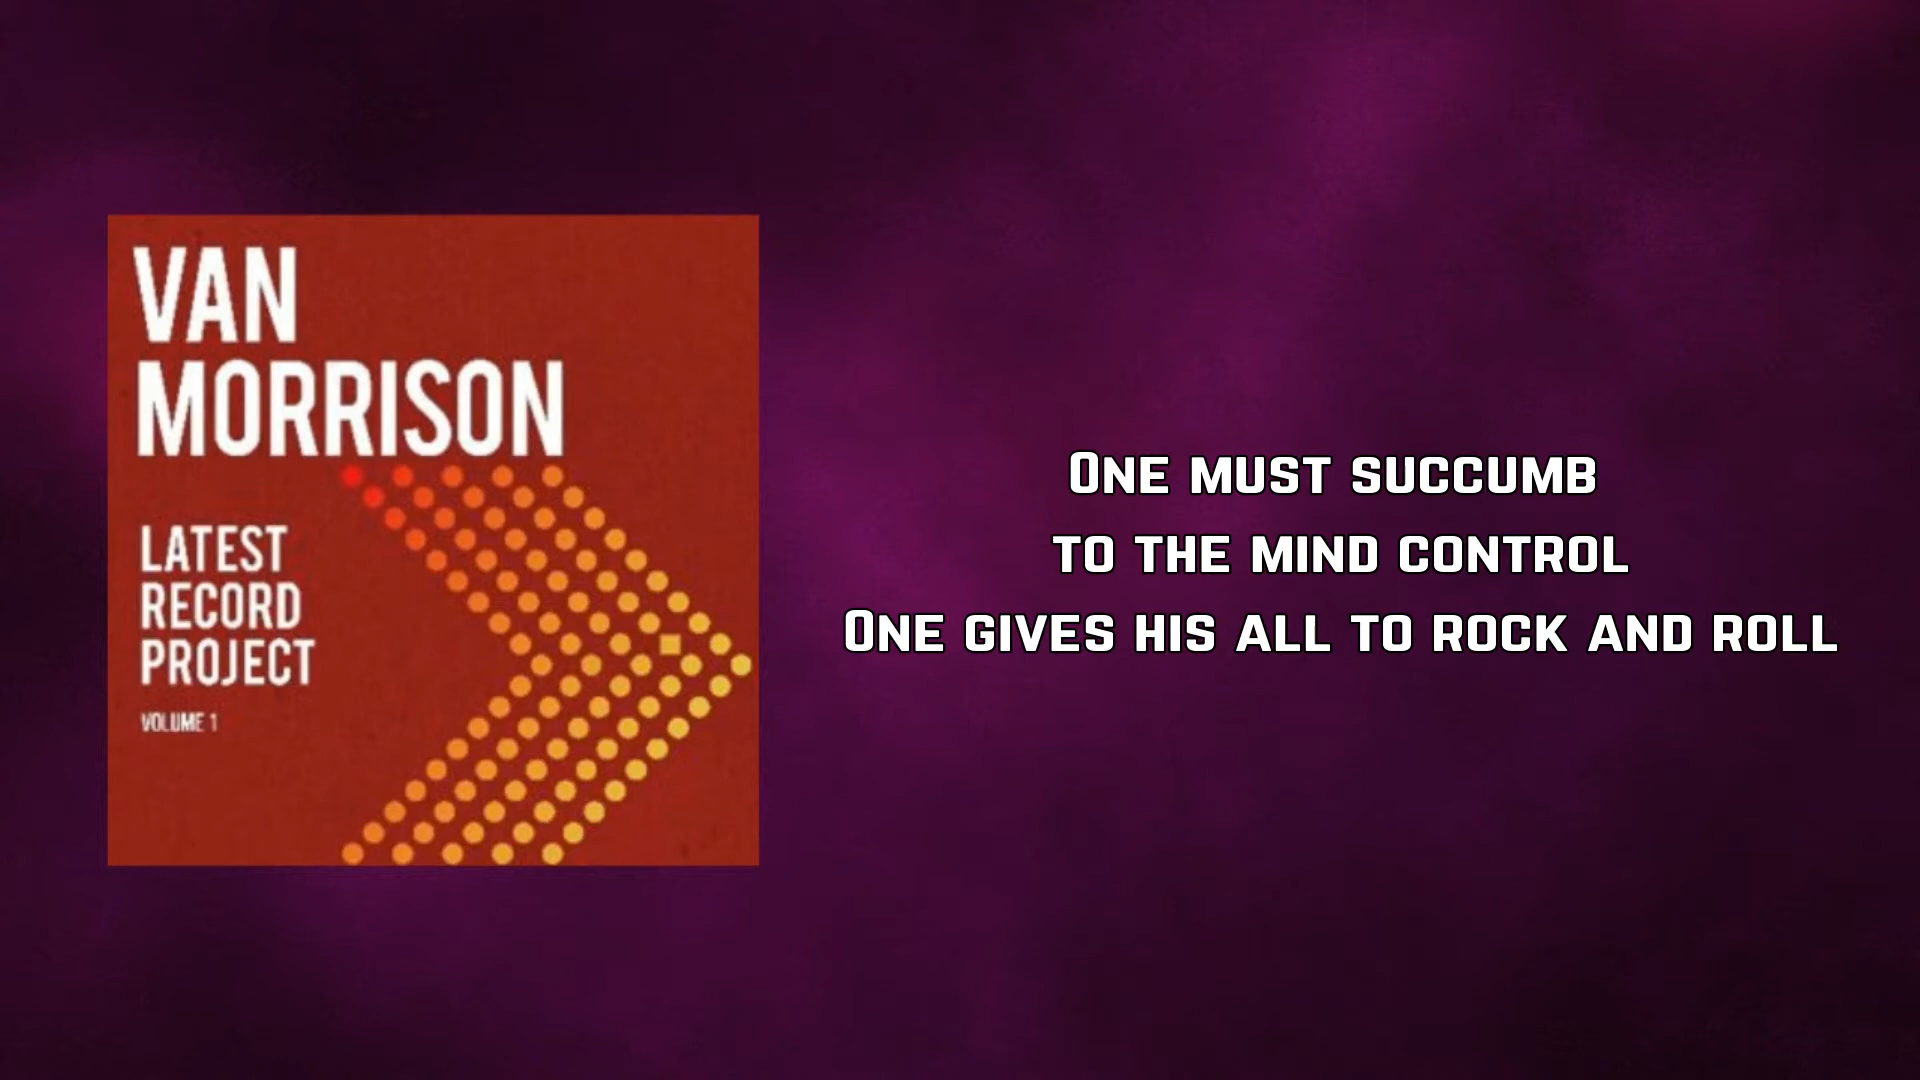 VAN
MORRISON
LATEST
RECORD
PROJECT
VOLUME 1
One must succumb
to the mind control
One gives his all to rock and roll